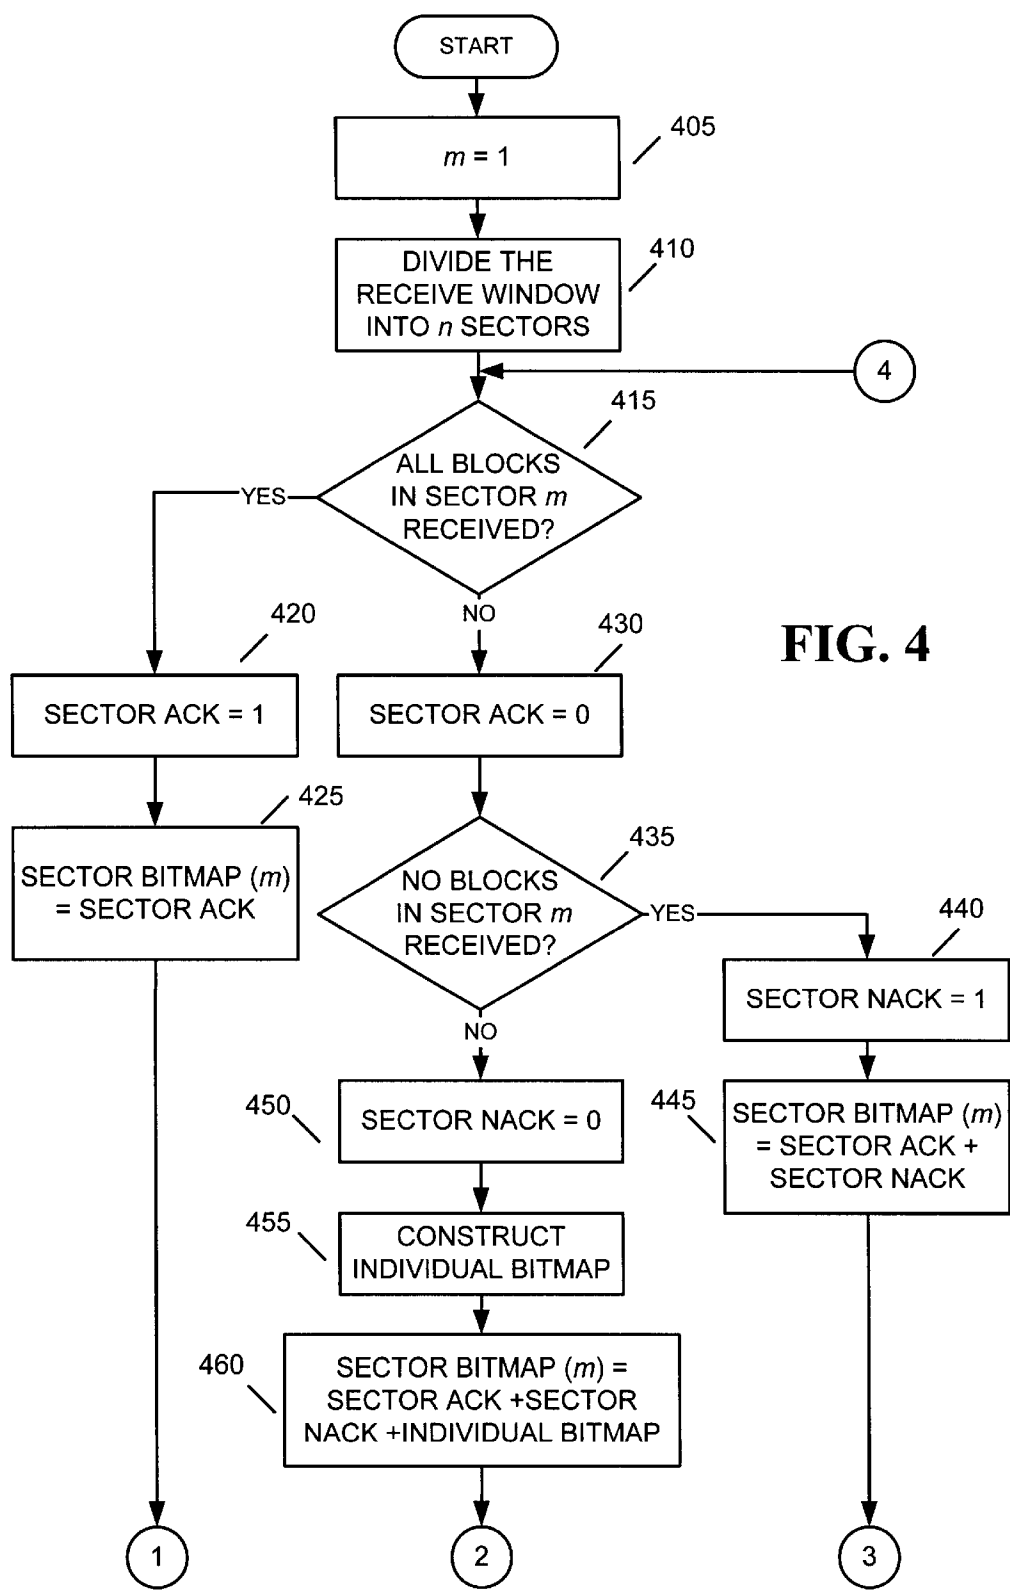 START
405
m = 1
410
DIVIDE THE
RECEIVE WINDOW
INTO n SECTORS
4
415
ALL BLOCKS
IN SECTOR m
RECEIVED?
YES
NO
FIG. 4
420
SECTOR ACK = 1
430
SECTOR ACK = 0
425
SECTOR BITMAP (m)
= SECTOR ACK
435
NO BLOCKS
IN SECTOR m
RECEIVED?
YES
NO
440
SECTOR NACK = 1
445
SECTOR BITMAP (m)
= SECTOR ACK +
SECTOR NACK
450
SECTOR NACK = 0
455
CONSTRUCT
INDIVIDUAL BITMAP
460
SECTOR BITMAP (m) =
SECTOR ACK +SECTOR
NACK +INDIVIDUAL BITMAP
1
2
3